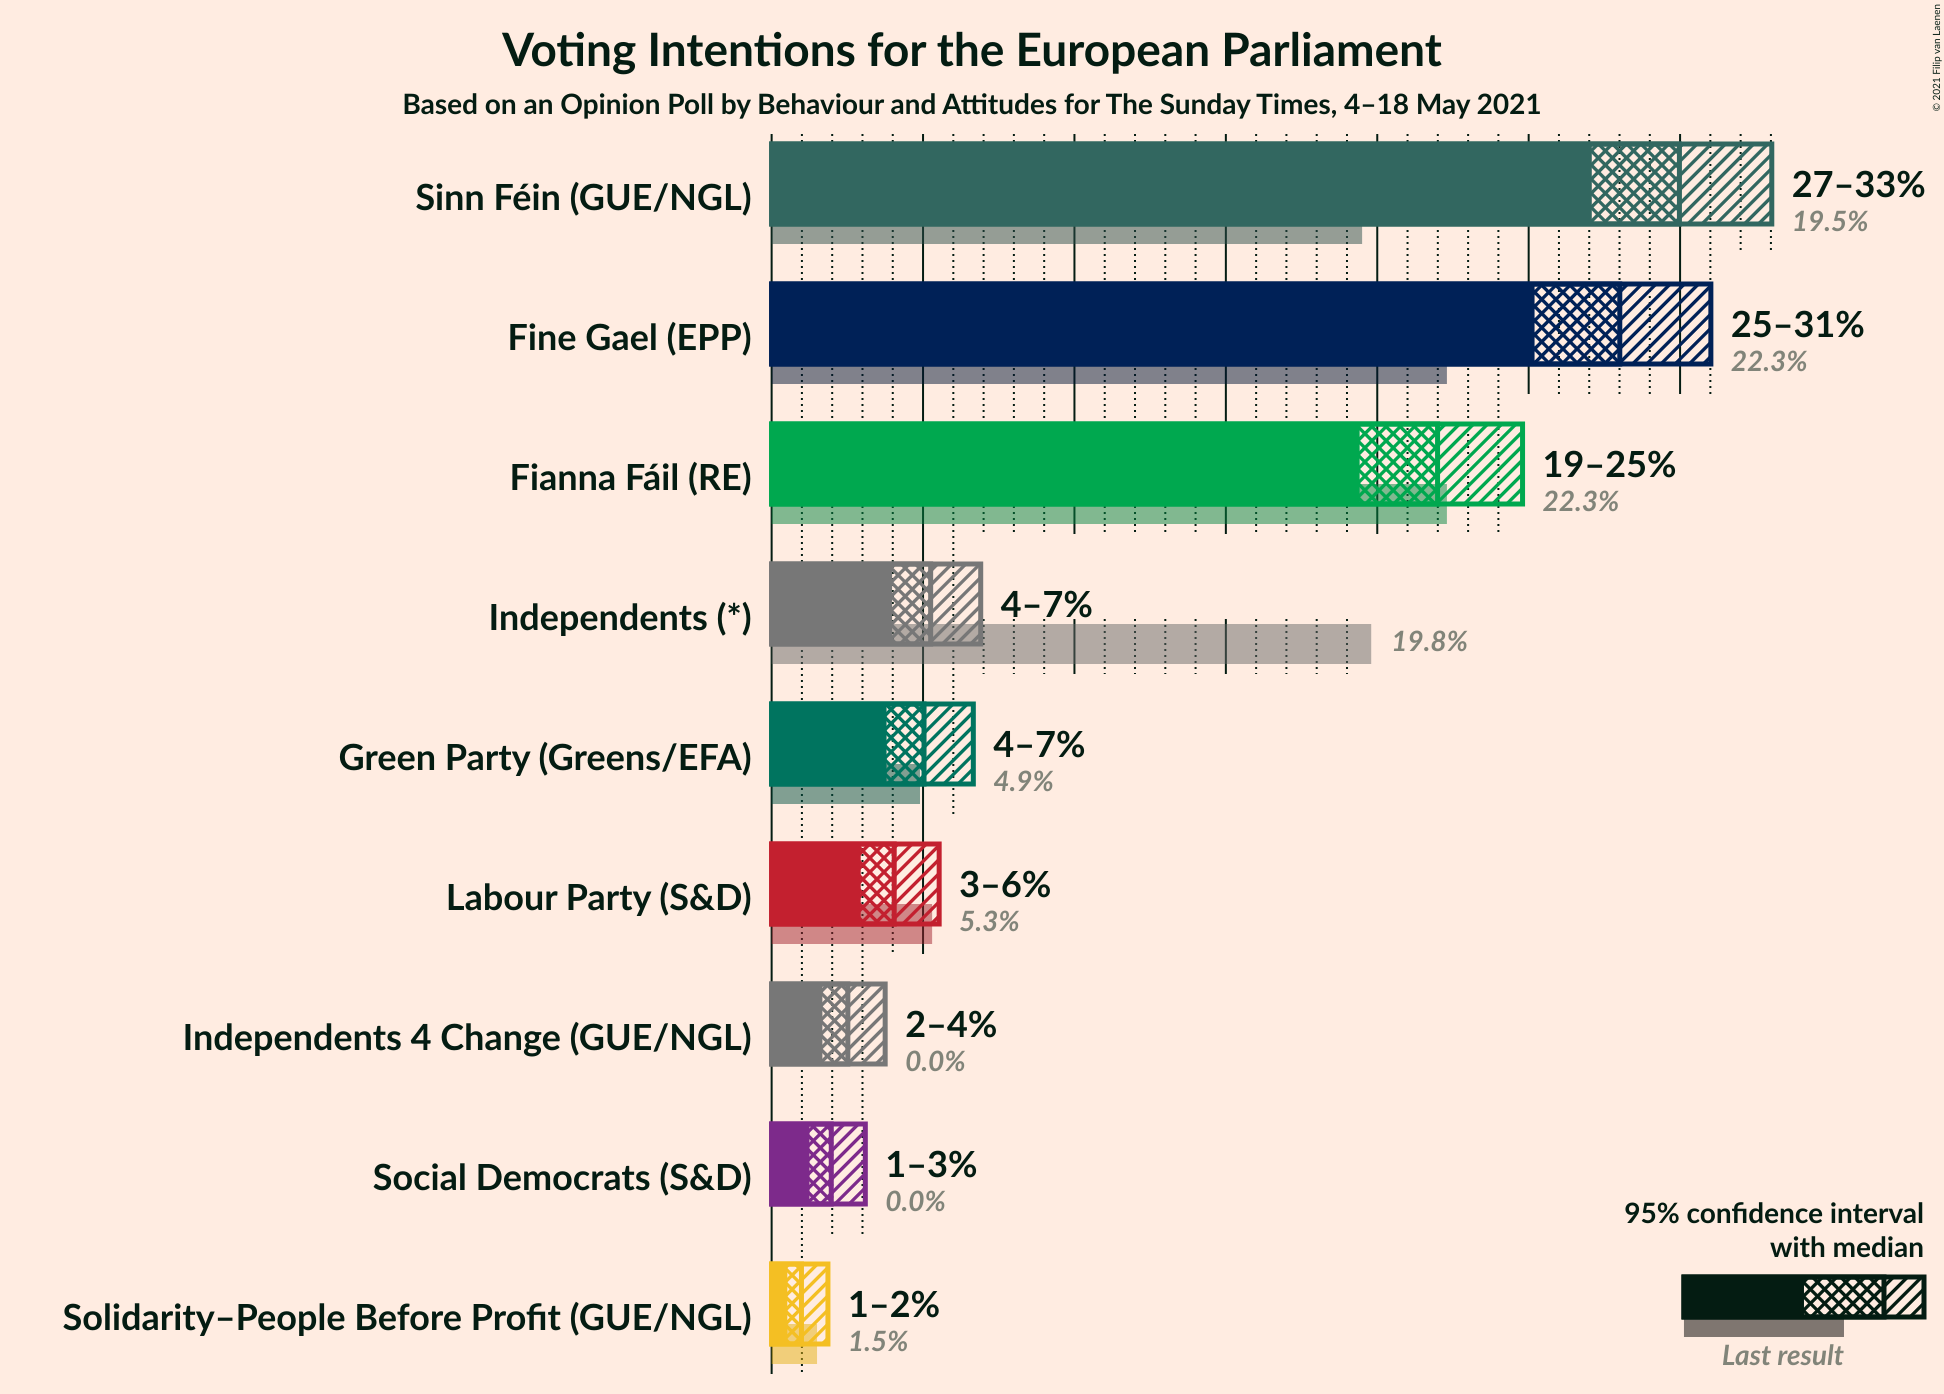 Voting Intentions for the European Parliament
Based on an Opinion Poll by Behaviour and Attitudes for The Sunday Times, 4–18 May 2021
© 2021 Filip van Laenen
Sinn Féin (GUE/NGL)
27–33%
19.5%
Fine Gael (EPP)
25–31%
22.3%
Fianna Fáil (RE)
19–25%
22.3%
Independents (*)
4–7%
19.8%
Green Party (Greens/EFA)
4–7%
4.9%
Labour Party (S&D)
3–6%
5.3%
Independents 4 Change (GUE/NGL)
2–4%
0.0%
Social Democrats (S&D)
1–3%
0.0%
Solidarity–People Before Profit (GUE/NGL)
1–2%
1.5%
95% confidence interval
with median
Last result